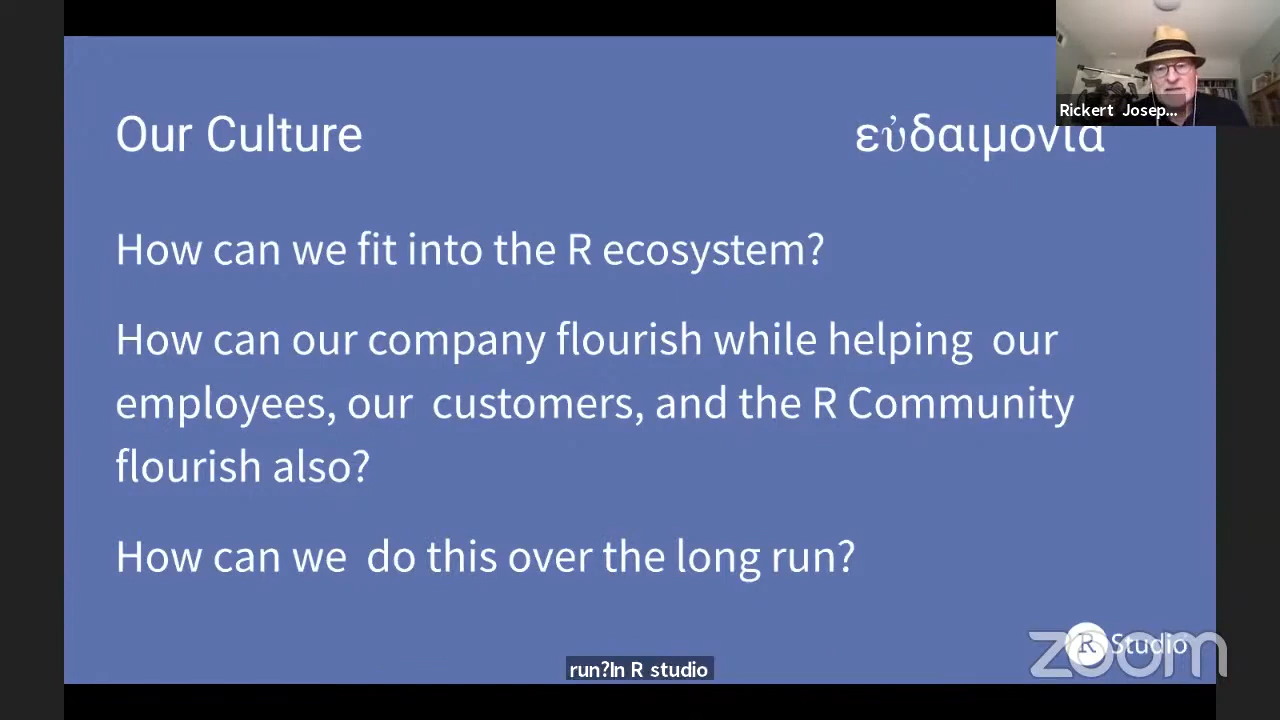 Rickert Josep...
Our Culture
εὐδαιμονία
How can we fit into the R ecosystem?
How can our company flourish while helping our
employees, our customers, and the R Community
flourish also?
How can we do this over the long run?
R Studio
zoom
run?In R studio